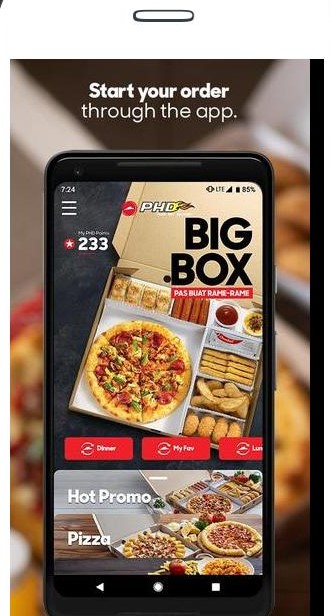 Start your order
through the app.
7:24
LTE 85%
PHD
My PHD Points
233
BIG
BOX
PAS BUAT RAME-RAME
Dinner
My Fav
Lun
Hot Promo
Pizza